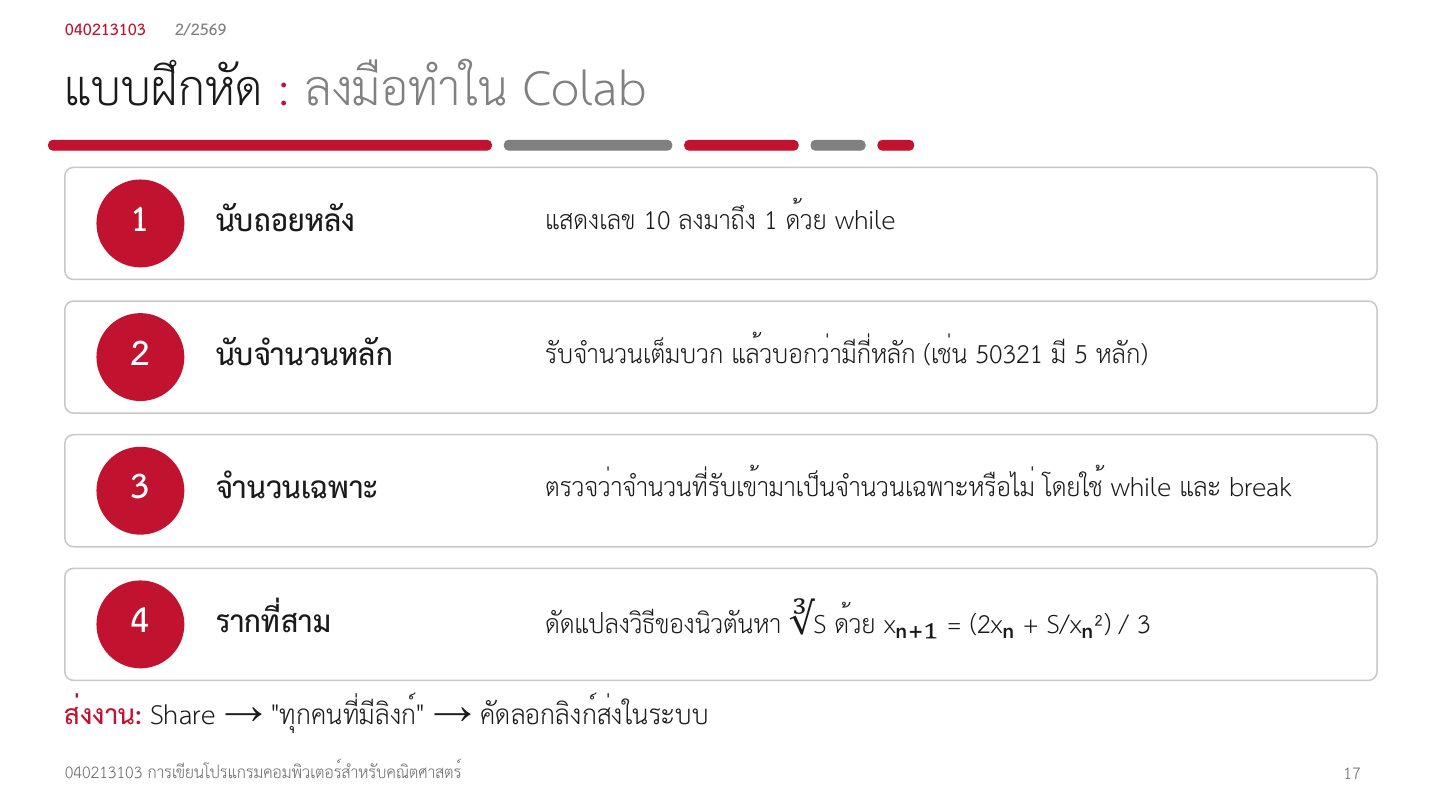 040213103 2/2569
แบบฝึกหัด : ลงมือทำใน Colab
1 นับถอยหลัง แสดงเลข 10 ลงมาถึง 1 ด้วย while
2 นับจำนวนหลัก รับจำนวนเต็มบวก แล้วบอกว่ามีกี่หลัก (เช่น 50321 มี 5 หลัก)
3 จำนวนเฉพาะ ตรวจว่าจำนวนที่รับเข้ามาเป็นจำนวนเฉพาะหรือไม่ โดยใช้ while และ break
4 รากที่สาม ดัดแปลงวิธีของนิวตันหา ∛S ด้วย xₙ₊₁ = (2xₙ + S/xₙ²) / 3
ส่งงาน: Share → "ทุกคนที่มีลิงก์" → คัดลอกลิงก์ส่งในระบบ
040213103 การเขียนโปรแกรมคอมพิวเตอร์สำหรับคณิตศาสตร์ 17